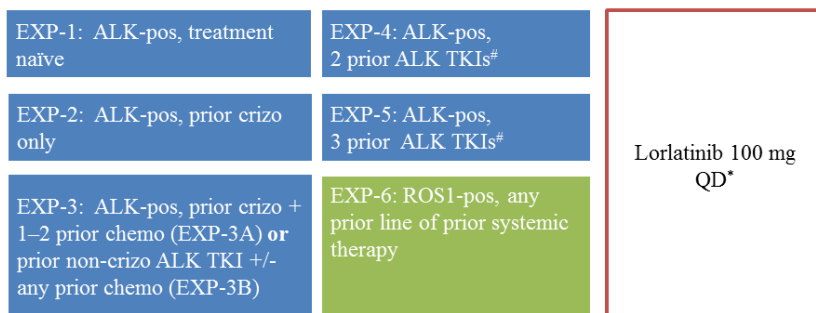 EXP-1: ALK-pos, treatment
naïve
EXP-2: ALK-pos, prior crizo
only
EXP-3: ALK-pos, prior crizo +
1–2 prior chemo (EXP-3A) or
prior non-crizo ALK TKI +/-
any prior chemo (EXP-3B)
EXP-4: ALK-pos,
2 prior ALK TKIs#
EXP-5: ALK-pos,
3 prior ALK TKIs#
EXP-6: ROS1-pos, any
prior line of prior systemic
therapy
Lorlatinib 100 mg
QD*